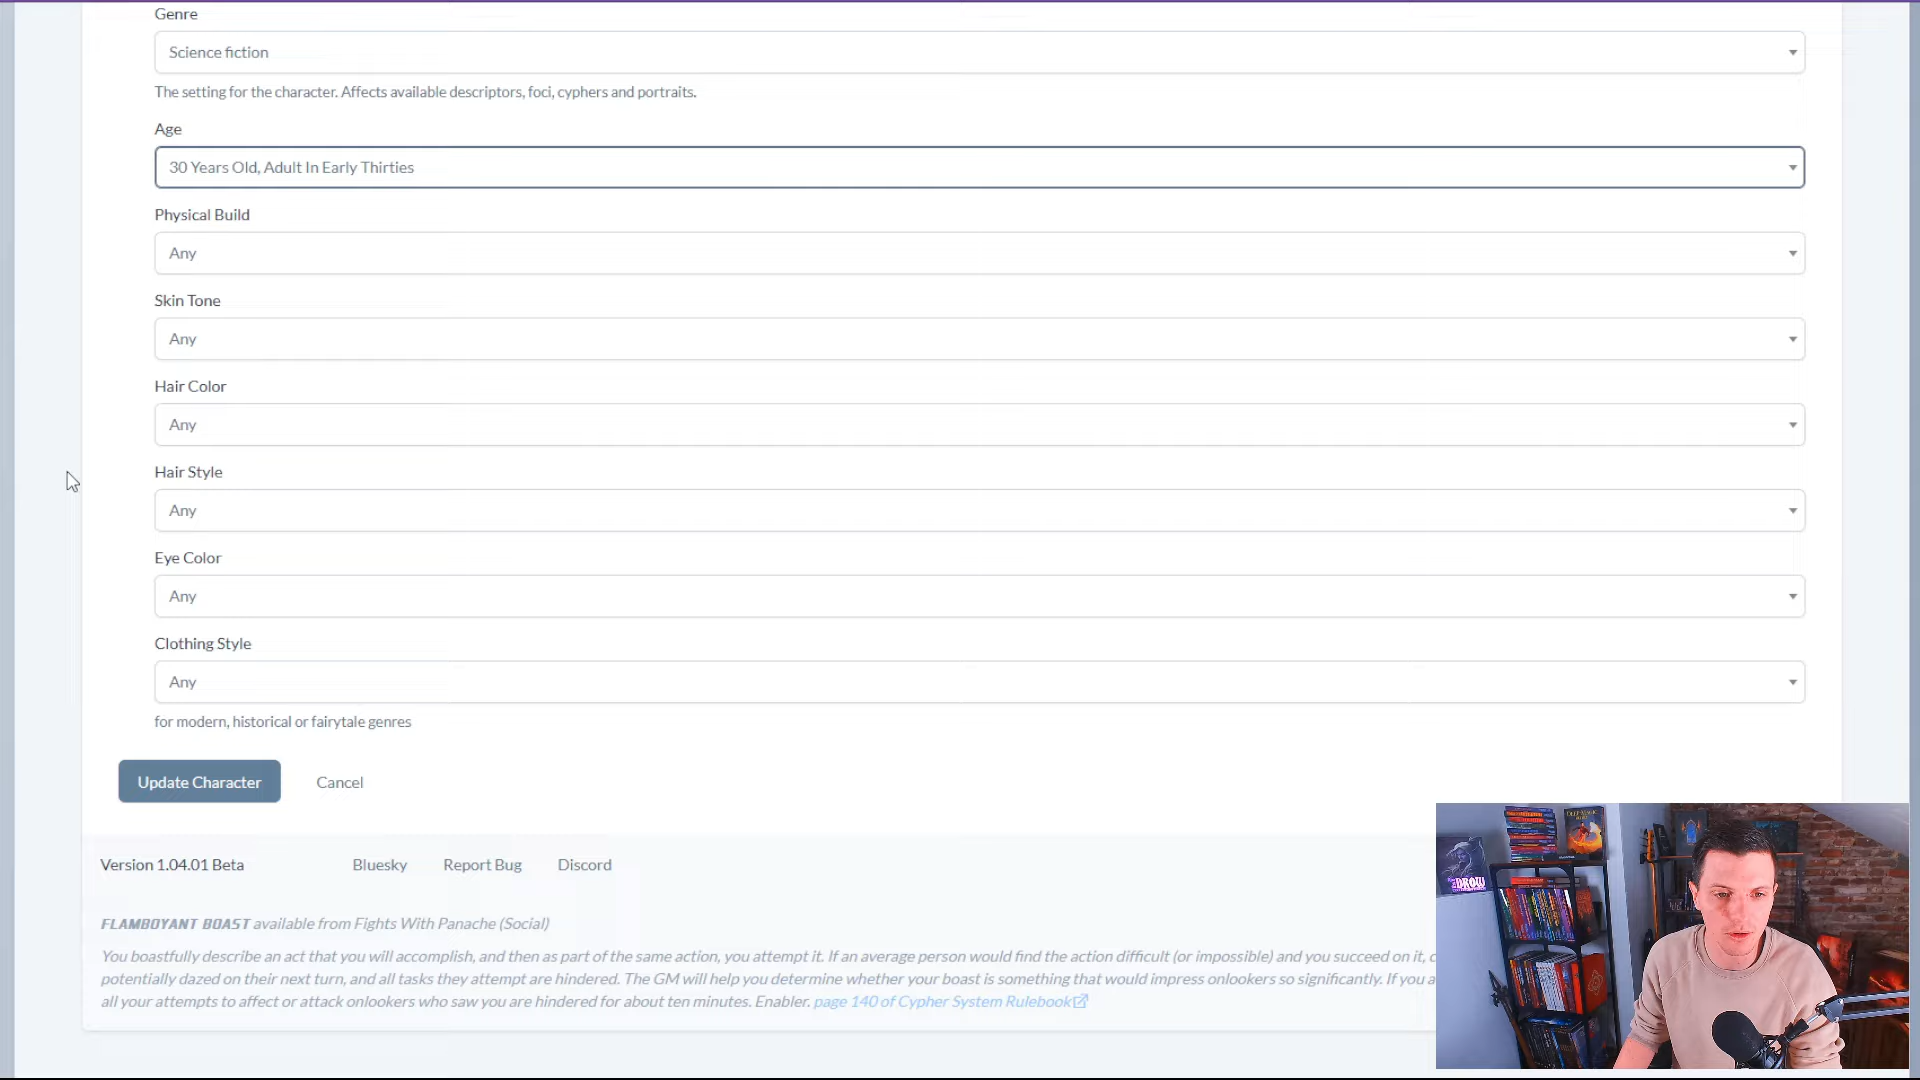 Genre
Science fiction
The setting for the character. Affects available descriptors, foci, cyphers and portraits.
Age
30 Years Old, Adult In Early Thirties
Physical Build
Any
Skin Tone
Any
Hair Color
Any
Hair Style
Any
Eye Color
Any
Clothing Style
Any
for modern, historical or fairytale genres
Update Character
Cancel
Version 1.04.01 Beta
Bluesky
Report Bug
Discord
FLAMBOYANT BOAST available from Fights With Panache (Social)
You boastfully describe an act that you will accomplish, and then as part of the same action, you attempt it. If an average person would find the action difficult (or impossible) and you succeed on it,
potentially dazed on their next turn, and all tasks they attempt are hindered. The GM will help you determine whether your boast is something that would impress onlookers so significantly. If you
all your attempts to affect or attack onlookers who saw you are hindered for about ten minutes. Enabler. page 140 of Cypher System Rulebook
DROW